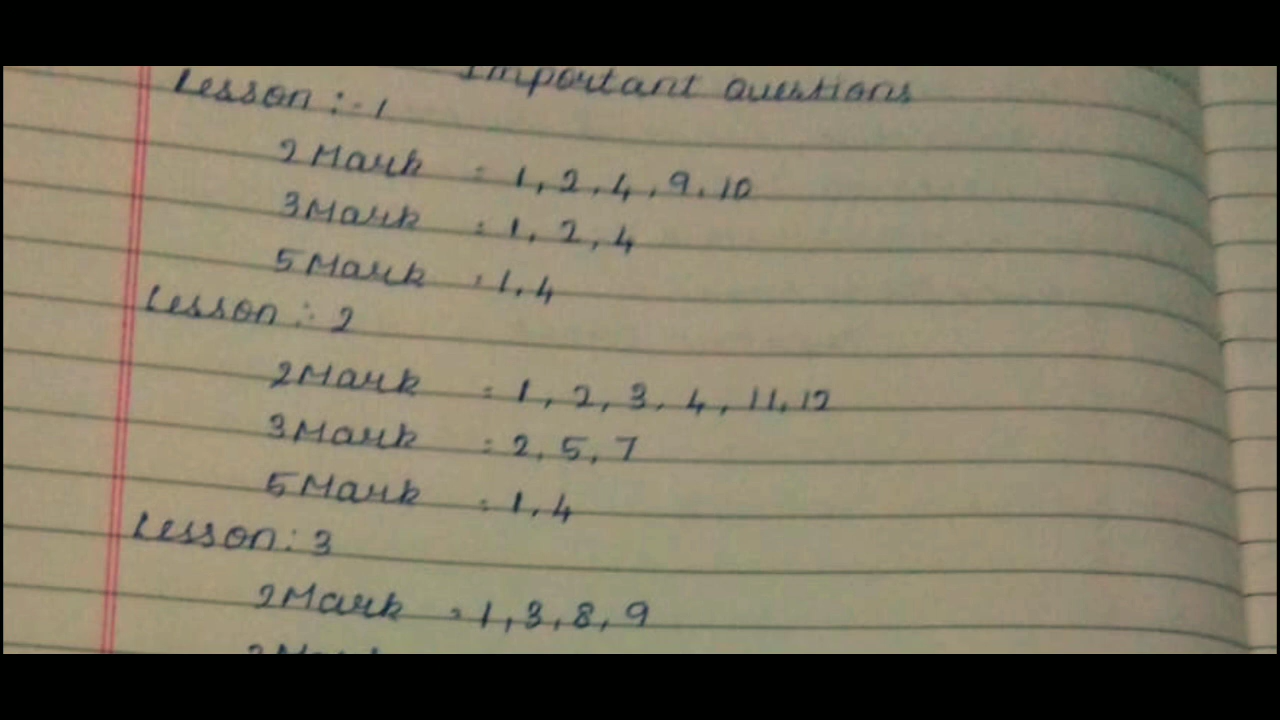 Important Questions
Lesson :- 1
2 Mark = 1, 2, 4, 9, 10
3 Mark = 1, 2, 4
5 Mark = 1, 4
Lesson :- 2
2 Mark = 1, 2, 3, 4, 11, 12
3 Mark = 2, 5, 7
5 Mark = 1, 4
Lesson : 3
2 Mark = 1, 3, 8, 9